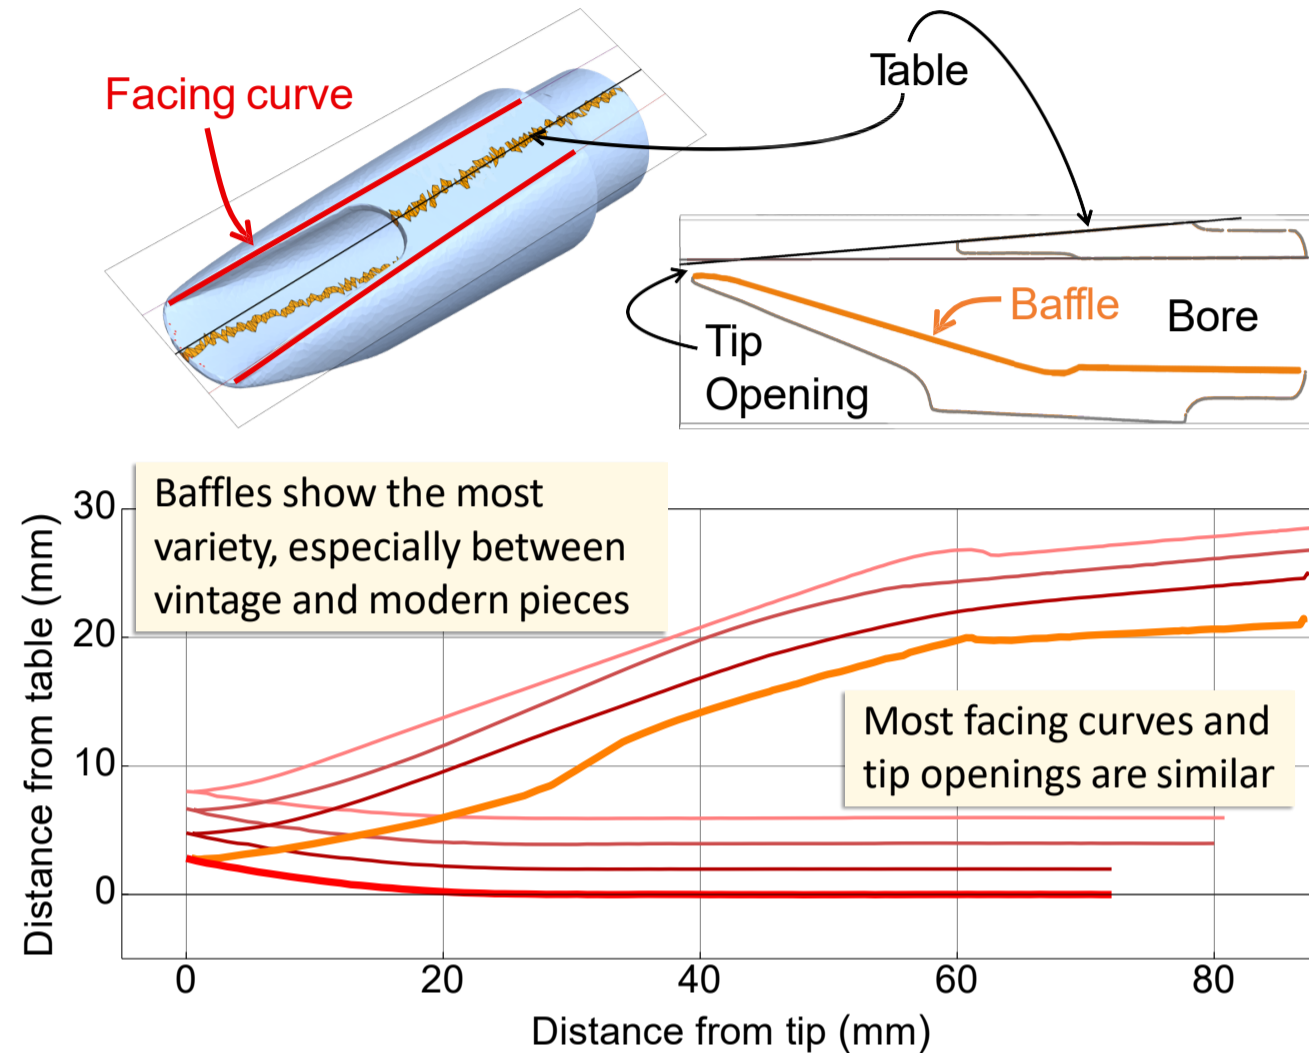 Facing curve
Table
Baffle
Bore
Tip
Opening
Baffles show the most
variety, especially between
vintage and modern pieces
Most facing curves and
tip openings are similar
Distance from table (mm)
30
20
10
0
0
20
40
60
80
Distance from tip (mm)